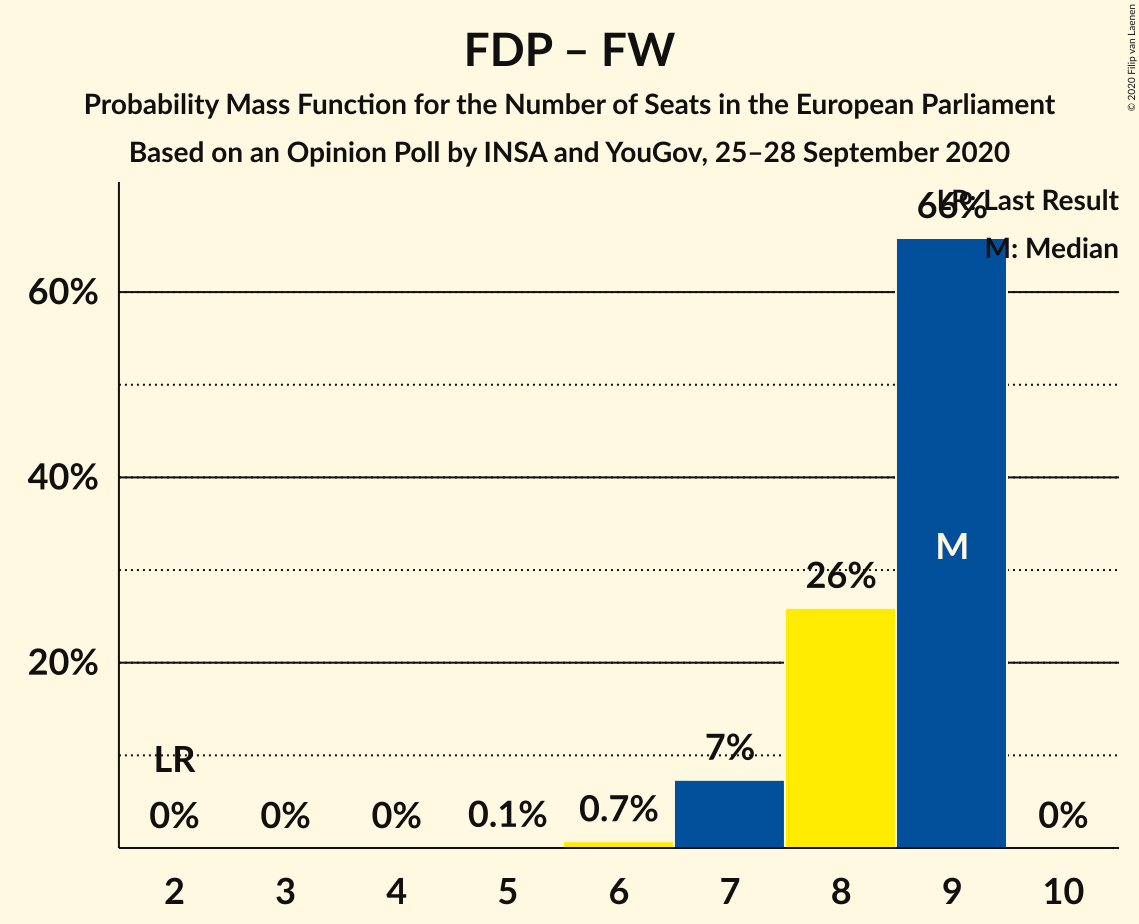 FDP – FW
Probability Mass Function for the Number of Seats in the European Parliament
Based on an Opinion Poll by INSA and YouGov, 25–28 September 2020
© 2020 Filip van Laenen
LR: Last Result
M: Median
66%
60%
40%
20%
M
26%
7%
LR
0%
0%
0%
0.1%
0.7%
0%
2 3 4 5 6 7 8 9 10